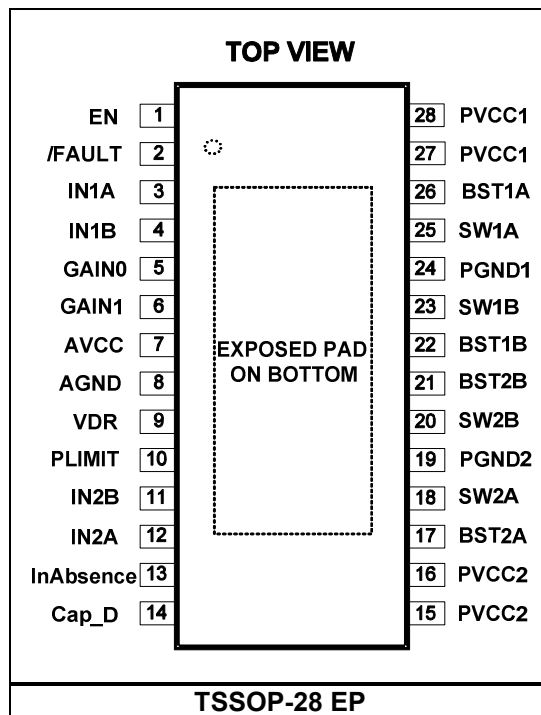 TOP VIEW
EN 1 28 PVCC1
/FAULT 2 27 PVCC1
IN1A 3 26 BST1A
IN1B 4 25 SW1A
GAIN0 5 24 PGND1
GAIN1 6 23 SW1B
AVCC 7 22 BST1B
AGND 8 21 BST2B
VDR 9 20 SW2B
PLIMIT 10 19 PGND2
IN2B 11 18 SW2A
IN2A 12 17 BST2A
InAbsence 13 16 PVCC2
Cap_D 14 15 PVCC2
EXPOSED PAD
ON BOTTOM
TSSOP-28 EP